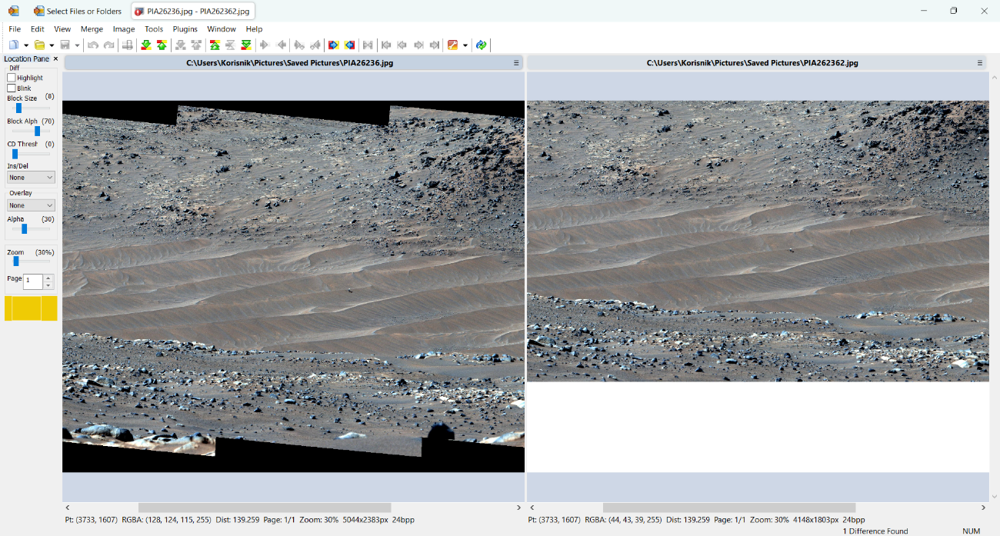 Select Files or Folders
PIA26236.jpg - PIA262362.jpg
File Edit View Merge Image Tools Plugins Window Help
Location Pane
C:\Users\Korisnik\Pictures\Saved Pictures\PIA26236.jpg
C:\Users\Korisnik\Pictures\Saved Pictures\PIA262362.jpg
Diff
Highlight
Blink
Block Size (8)
Block Alph (70)
CD Thresh (0)
Ins/Del
None
Overlay
None
Alpha (30)
Zoom (30%)
Page 1
Pt: (3733, 1607) RGBA: (128, 124, 115, 255) Dist: 139.259 Page: 1/1 Zoom: 30% 5044x2383px 24bpp
Pt: (3733, 1607) RGBA: (44, 43, 39, 255) Dist: 139.259 Page: 1/1 Zoom: 30% 4148x1803px 24bpp
1 Difference Found
NUM